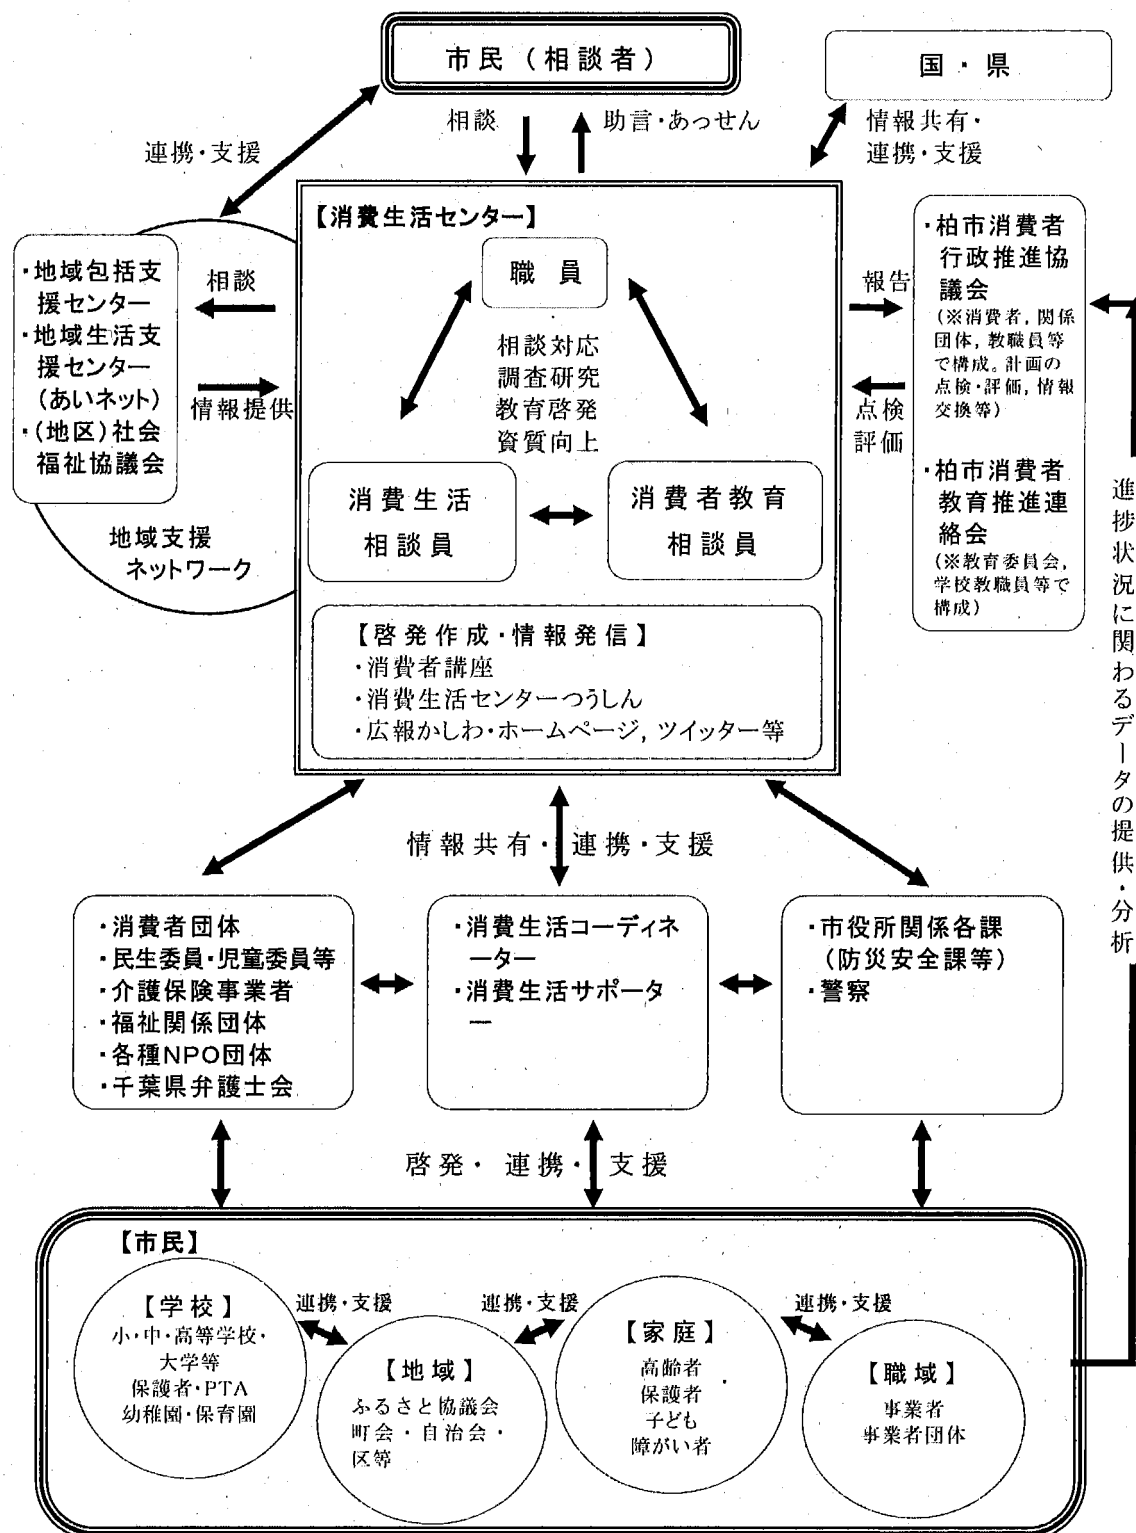 市民（相談者）
国・県
相談
助言・あっせん
情報共有・
連携・支援
連携・支援
【消費生活センター】
職員
相談対応
調査研究
教育啓発
資質向上
消費生活
相談員
消費者教育
相談員
【啓発作成・情報発信】
・消費者講座
・消費生活センターつうしん
・広報かしわ・ホームページ，ツイッター等
・地域包括支
援センター
・地域生活支
援センター
（あいネット）
・（地区）社会
福祉協議会
相談
情報提供
地域支援
ネットワーク
報告
点検
評価
・柏市消費者
行政推進協
議会
（※消費者，関係
団体，教職員等
で構成。計画の
点検・評価，情報
交換等）
・柏市消費者
教育推進連
絡会
（※教育委員会，
学校教職員等で
構成）
進捗状況に関わるデータの提供・分析
情報共有・連携・支援
・消費者団体
・民生委員・児童委員等
・介護保険事業者
・福祉関係団体
・各種NPO団体
・千葉県弁護士会
・消費生活コーディネ
ーター
・消費生活サポータ
ー
・市役所関係各課
（防災安全課等）
・警察
啓発・連携・支援
【市民】
【学校】
小・中・高等学校・
大学等
保護者・PTA
幼稚園・保育園
連携・支援
【地域】
ふるさと協議会
町会・自治会・
区等
連携・支援
【家庭】
高齢者
保護者
子ども
障がい者
連携・支援
【職域】
事業者
事業者団体